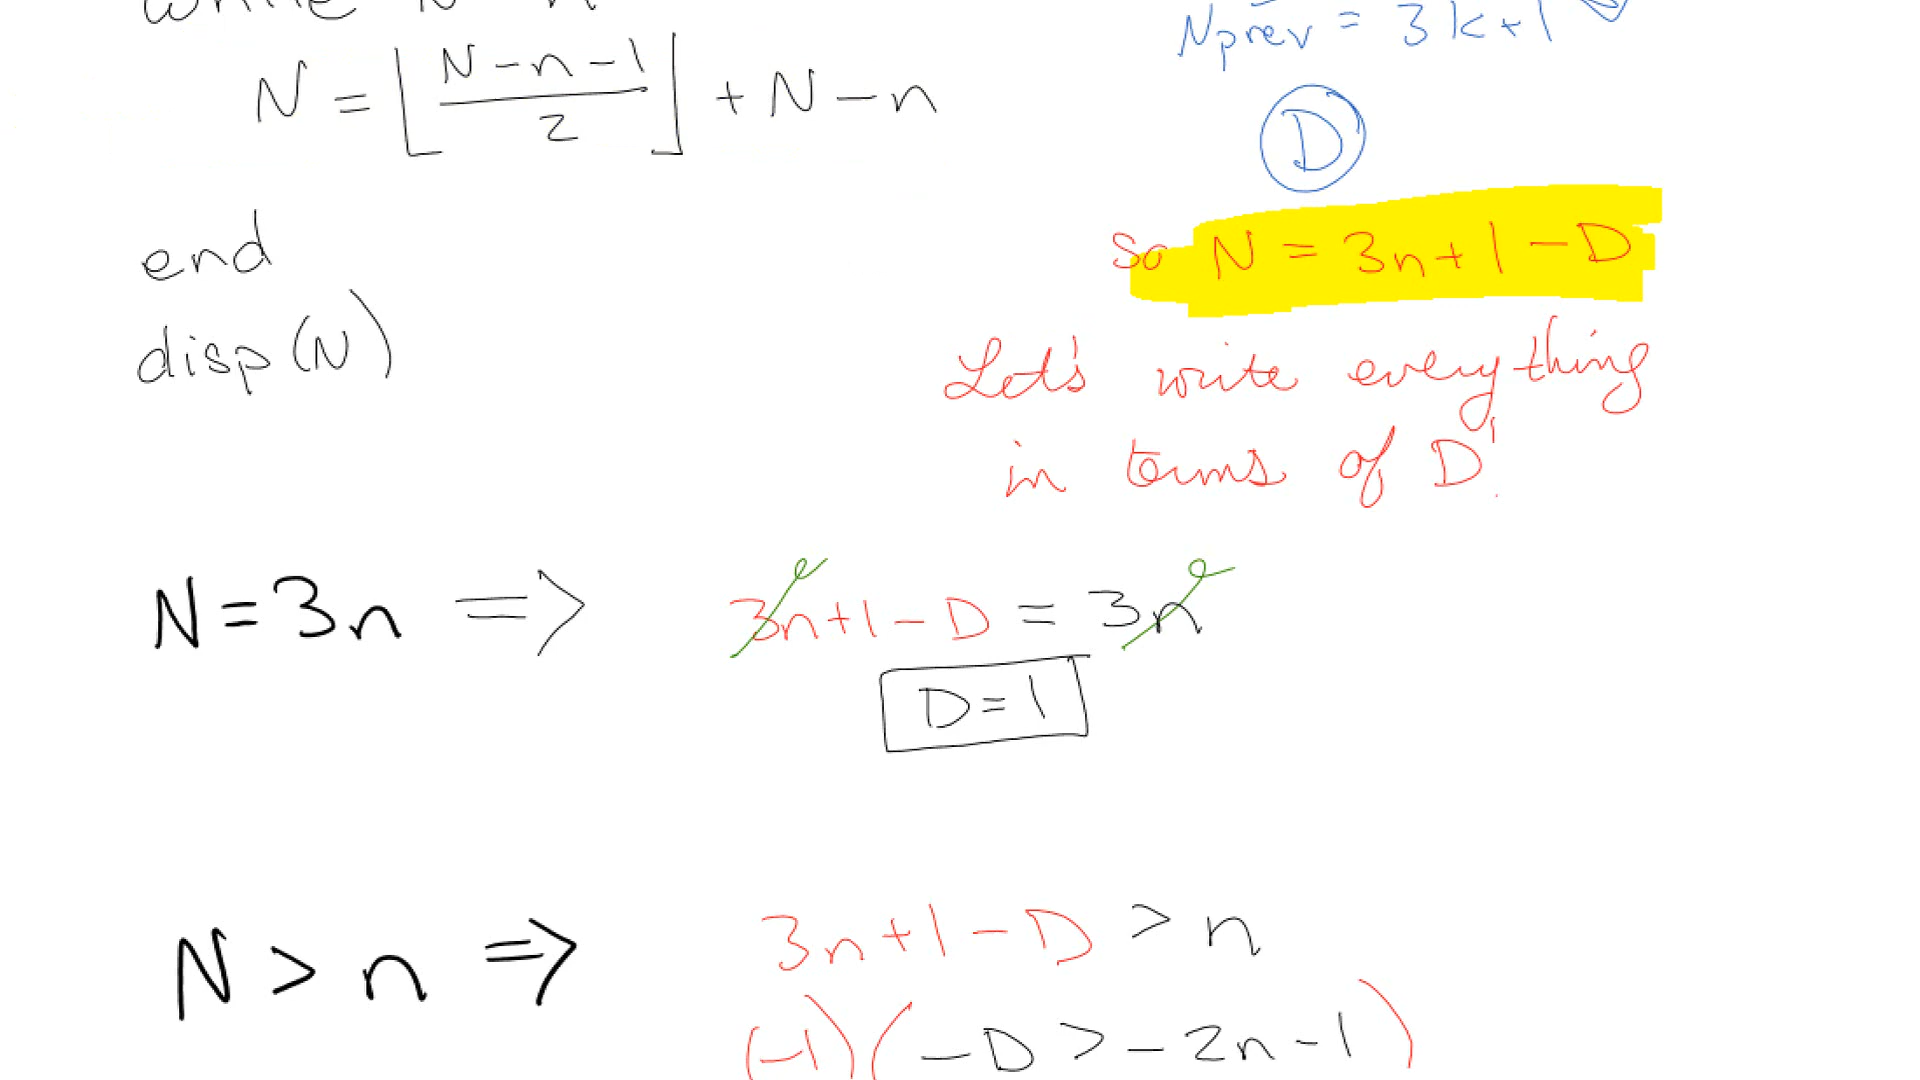 while N > n
N = ⌊(N-n-1)/2⌋ + N-n
end
disp(N)
Nprev = 3k+1
D
so N = 3n+1-D
Let's write everything
in terms of D!
N=3n ⇒ 3n+1-D = 3n
D=1
N > n ⇒ 3n+1-D > n
(-1)(-D > -2n-1)